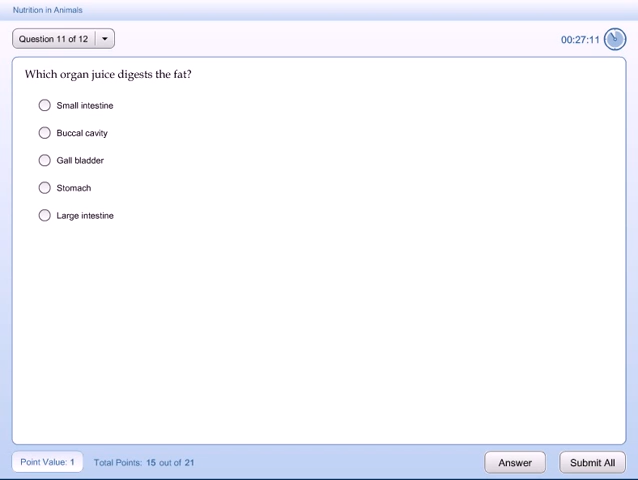 Nutrition in Animals
Question 11 of 12
00:27:11
Which organ juice digests the fat?
Small intestine
Buccal cavity
Gall bladder
Stomach
Large intestine
Point Value: 1 Total Points: 15 out of 21 Answer Submit All